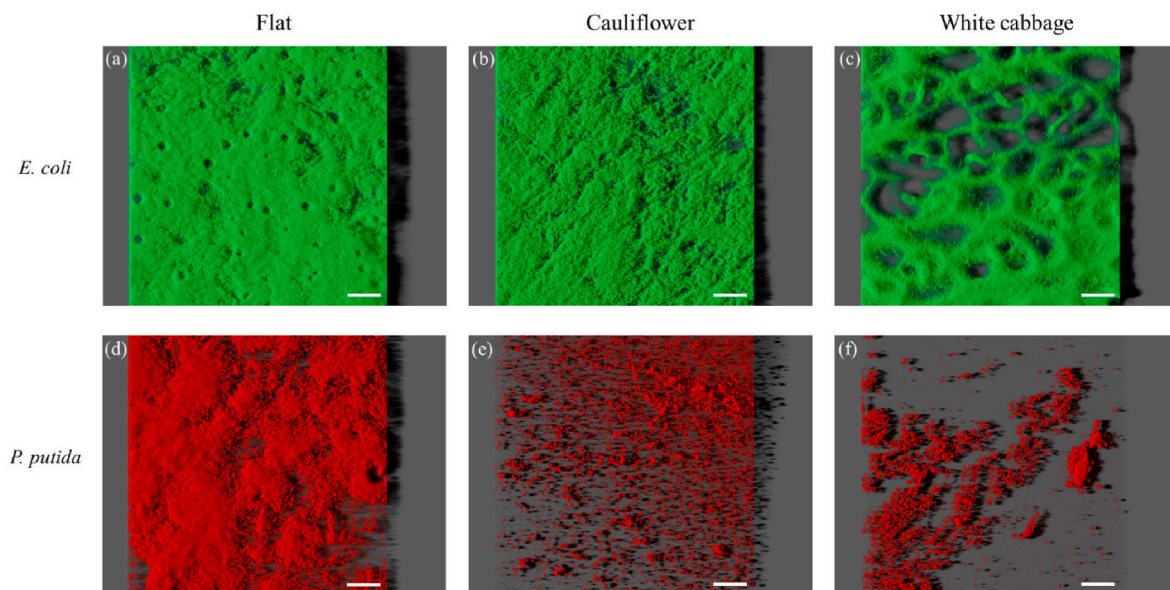 Flat Cauliflower White cabbage
(a) (b) (c)
E. coli
(d) (e) (f)
P. putida